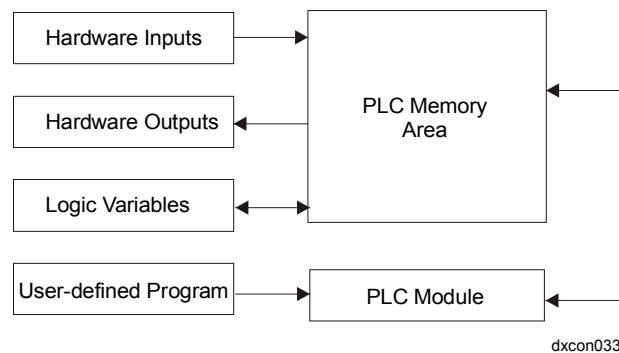 Hardware Inputs
Hardware Outputs
PLC Memory
Area
Logic Variables
User-defined Program
PLC Module
dxcon033